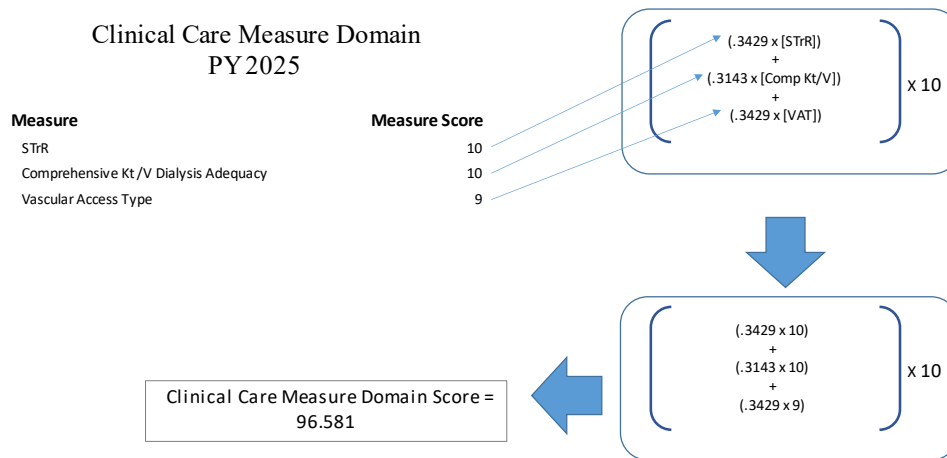 Clinical Care Measure Domain
PY2025
Measure Measure Score
STrR 10
Comprehensive Kt/V Dialysis Adequacy 10
Vascular Access Type 9
(.3429 x [STrR])
+
(.3143 x [Comp Kt/V])
+
(.3429 x [VAT])
x 10
(.3429 x 10)
+
(.3143 x 10)
+
(.3429 x 9)
x 10
Clinical Care Measure Domain Score =
96.581